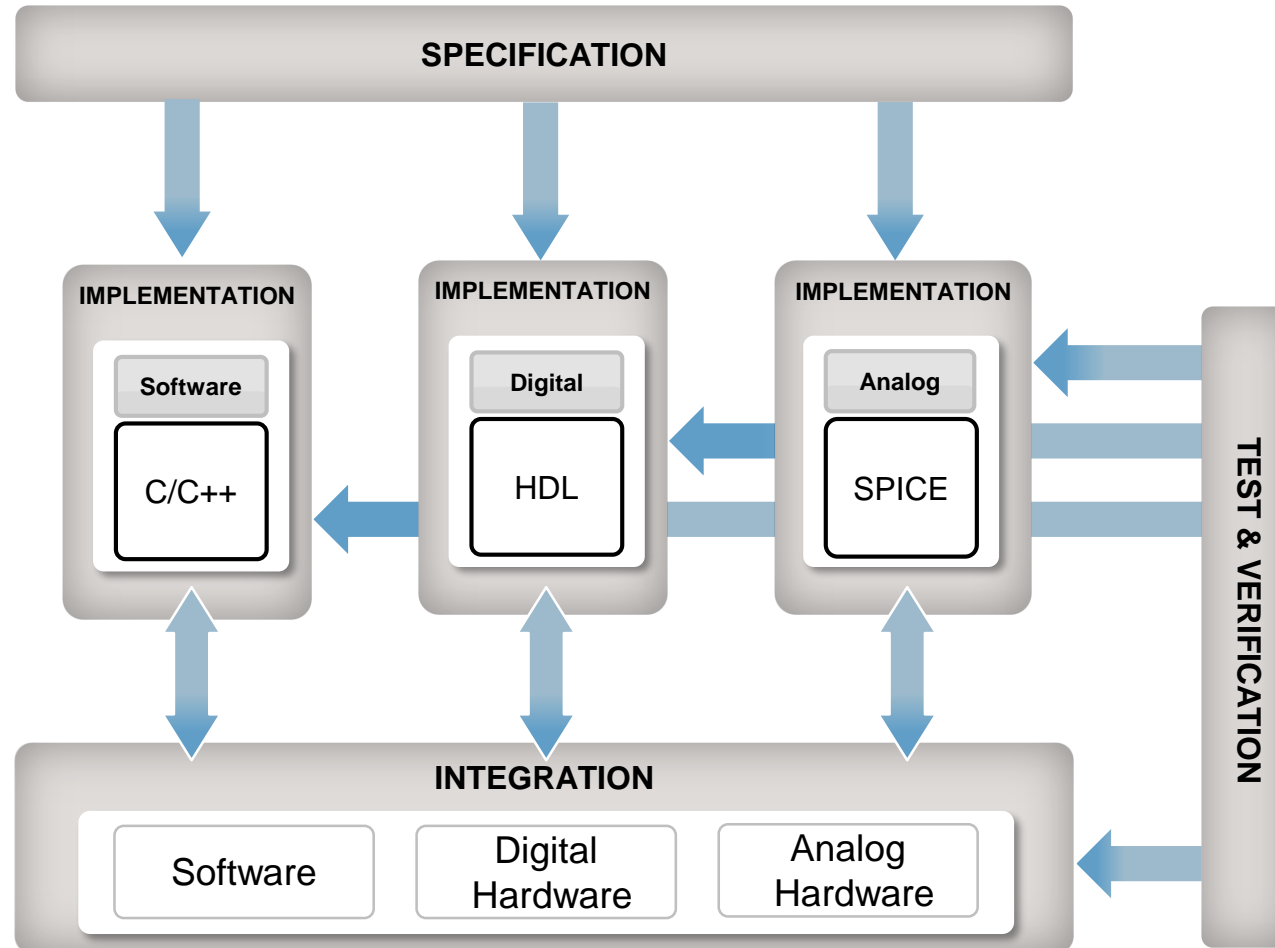 SPECIFICATION
IMPLEMENTATION
Software
C/C++
IMPLEMENTATION
Digital
HDL
IMPLEMENTATION
Analog
SPICE
TEST & VERIFICATION
INTEGRATION
Software
Digital
Hardware
Analog
Hardware